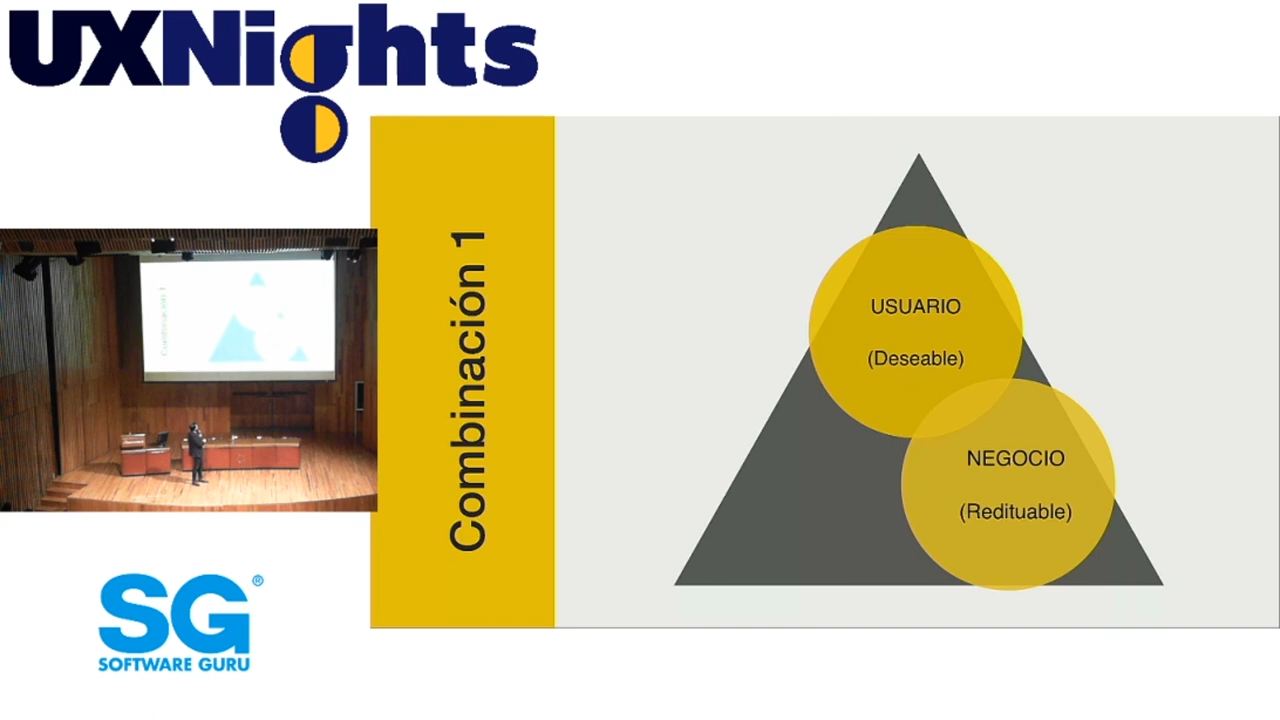 UXNights
Combinación 1
USUARIO
(Deseable)
NEGOCIO
(Redituable)
SG®
SOFTWARE GURU